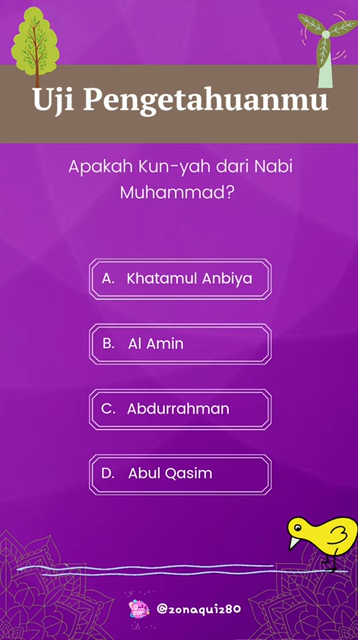 Uji Pengetahuanmu
Apakah Kun-yah dari Nabi
Muhammad?
A. Khatamul Anbiya
B. Al Amin
C. Abdurrahman
D. Abul Qasim
@zonaquiz80